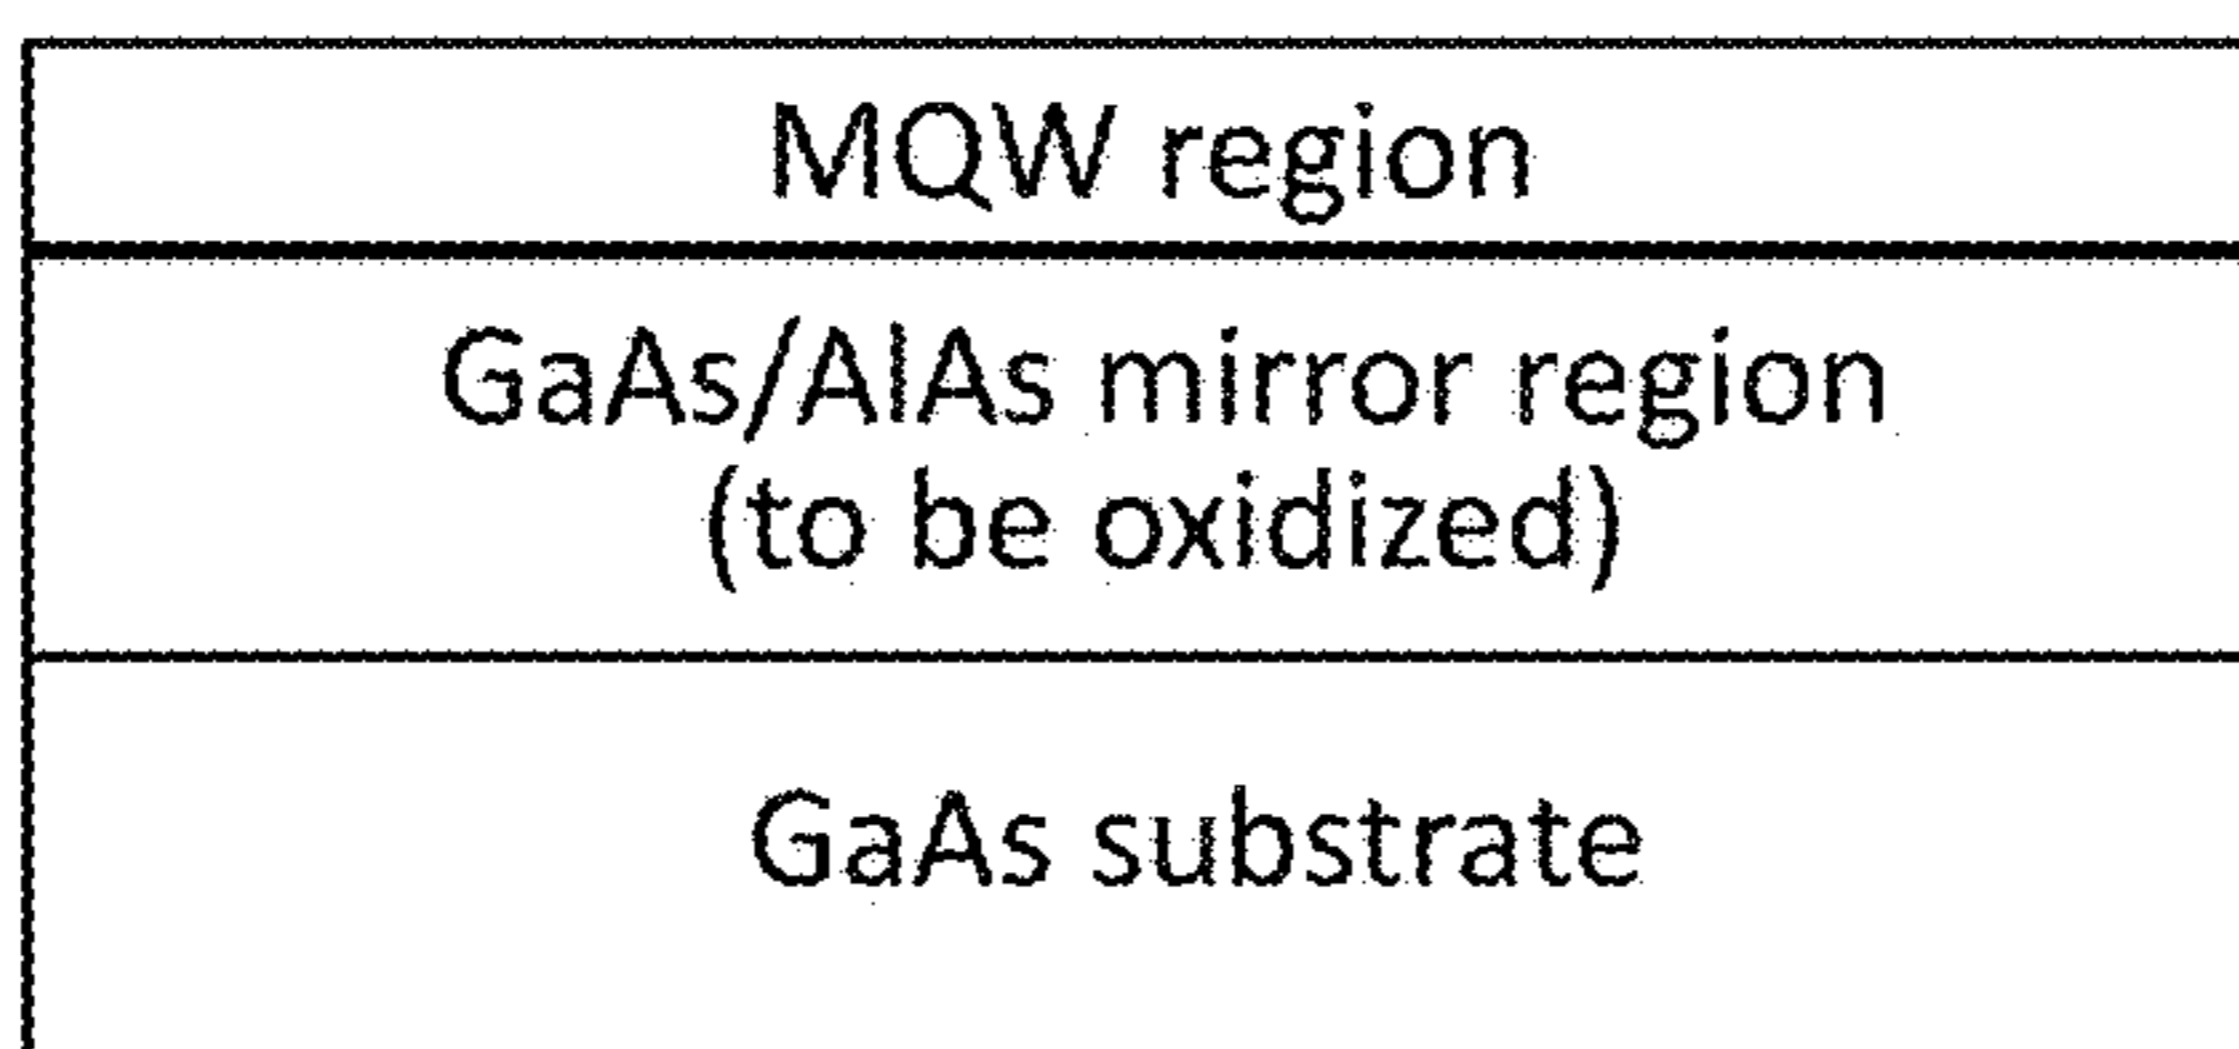 MQW region
GaAs/AlAs mirror region
(to be oxidized)
GaAs substrate